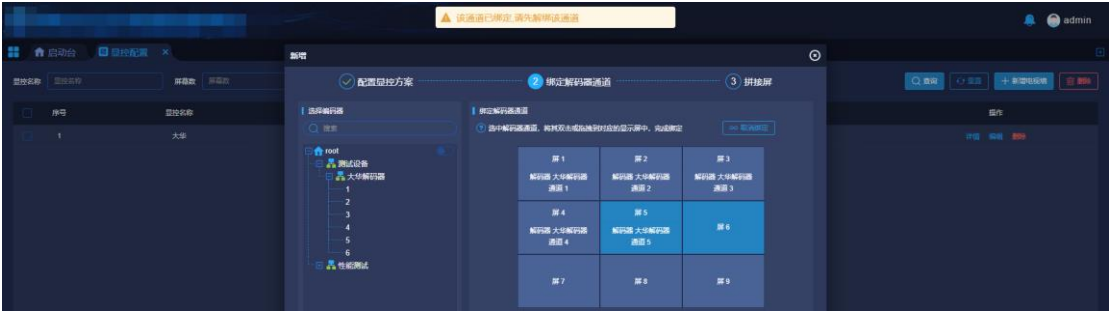 该通道已绑定,请先解绑该通道
admin
启动台
显控配置 ×
新增
显控名称 显控名称
屏幕数 屏幕数
查询
重置
+ 新增电视墙
删除
配置显控方案
2 绑定解码器通道
3 拼接屏
序号
显控名称
操作
1
大华
详情 编辑 删除
选择编码器
搜索
root
测试设备
大华解码器
1
2
3
4
5
6
性能测试
绑定解码器通道
选中解码器通道，将其双击或拖拽到对应的显示屏中，完成绑定
取消绑定
屏 1
解码器 大华解码器
通道 1
屏 2
解码器 大华解码器
通道 2
屏 3
解码器 大华解码器
通道 3
屏 4
解码器 大华解码器
通道 4
屏 5
解码器 大华解码器
通道 5
屏 6
屏 7
屏 8
屏 9